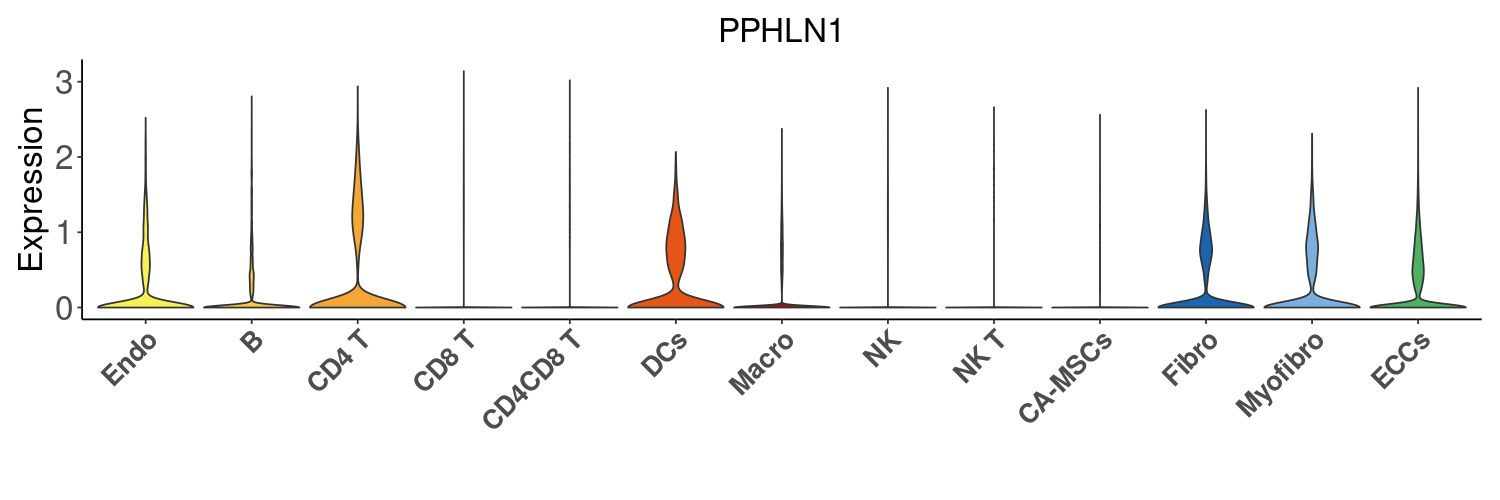 PPHLN1
Expression
3
2
1
0
Endo
B
CD4 T
CD8 T
CD4CD8 T
DCs
Macro
NK
NK T
CA-MSCs
Fibro
Myofibro
ECCs